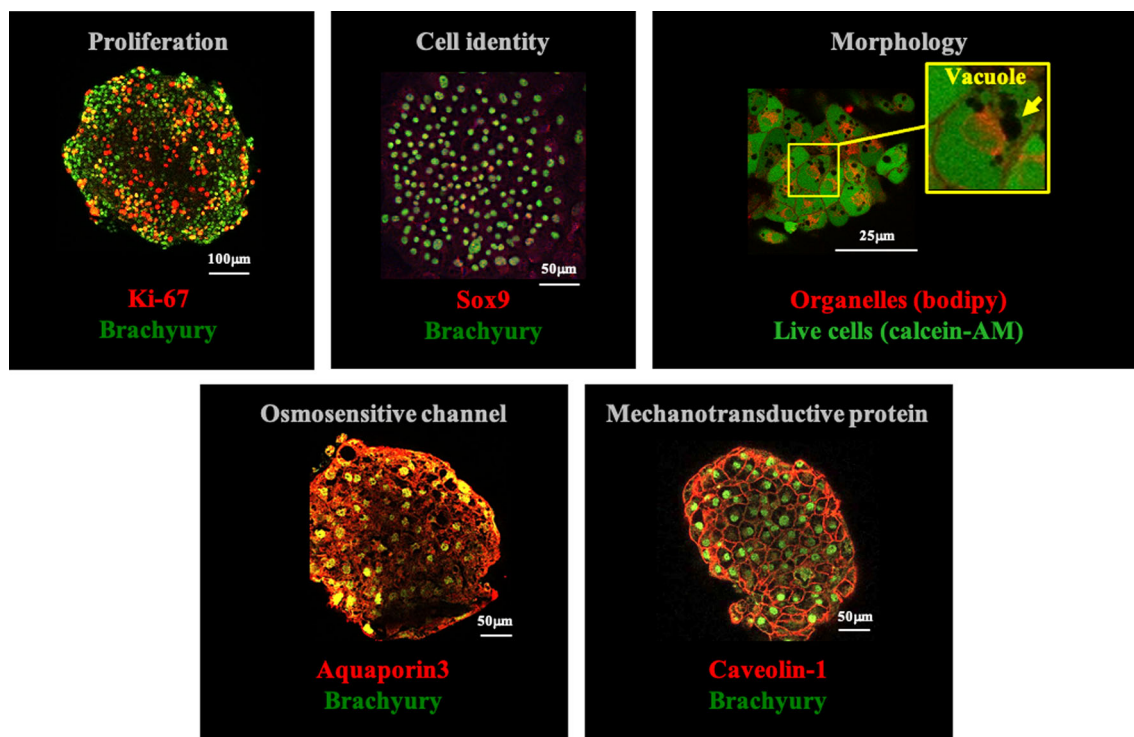 Proliferation
100μm
Ki-67
Brachyury
Cell identity
50μm
Sox9
Brachyury
Morphology
Vacuole
25μm
Organelles (bodipy)
Live cells (calcein-AM)
Osmosensitive channel
50μm
Aquaporin3
Brachyury
Mechanotransductive protein
50μm
Caveolin-1
Brachyury